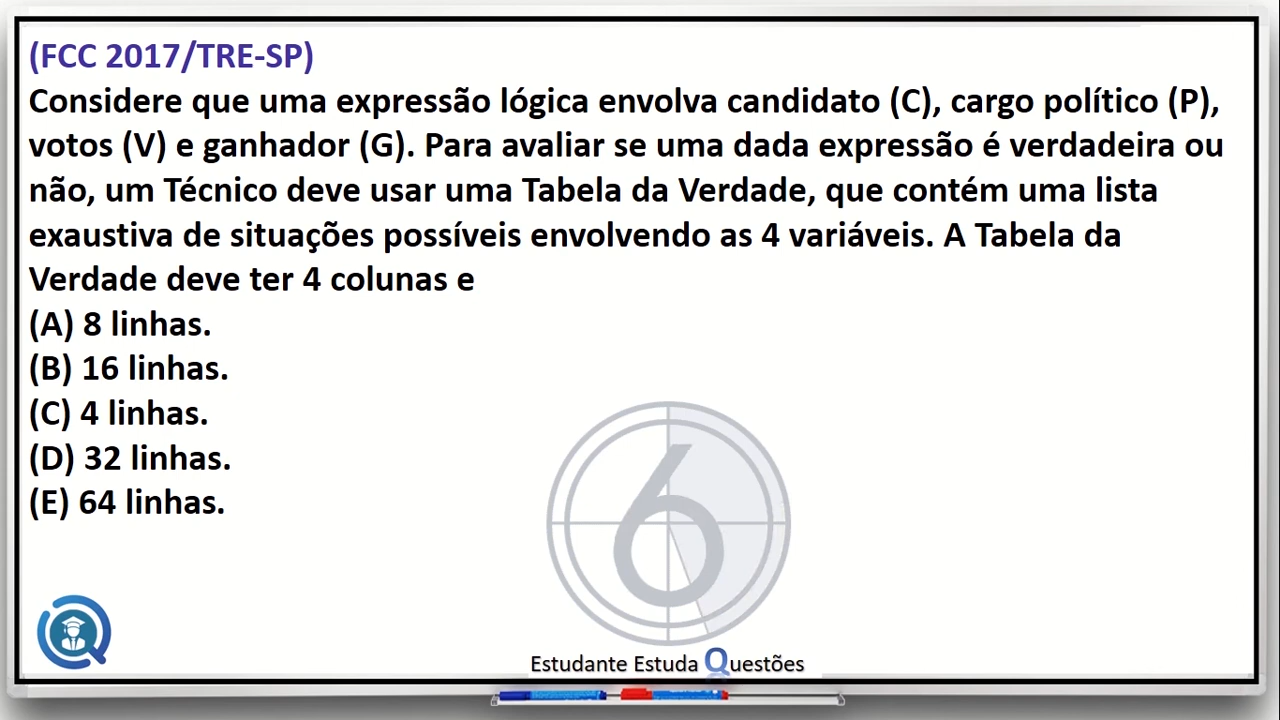 (FCC 2017/TRE-SP)
Considere que uma expressão lógica envolva candidato (C), cargo político (P),
votos (V) e ganhador (G). Para avaliar se uma dada expressão é verdadeira ou
não, um Técnico deve usar uma Tabela da Verdade, que contém uma lista
exaustiva de situações possíveis envolvendo as 4 variáveis. A Tabela da
Verdade deve ter 4 colunas e
(A) 8 linhas.
(B) 16 linhas.
(C) 4 linhas.
(D) 32 linhas.
(E) 64 linhas.
6
Estudante Estuda Questões